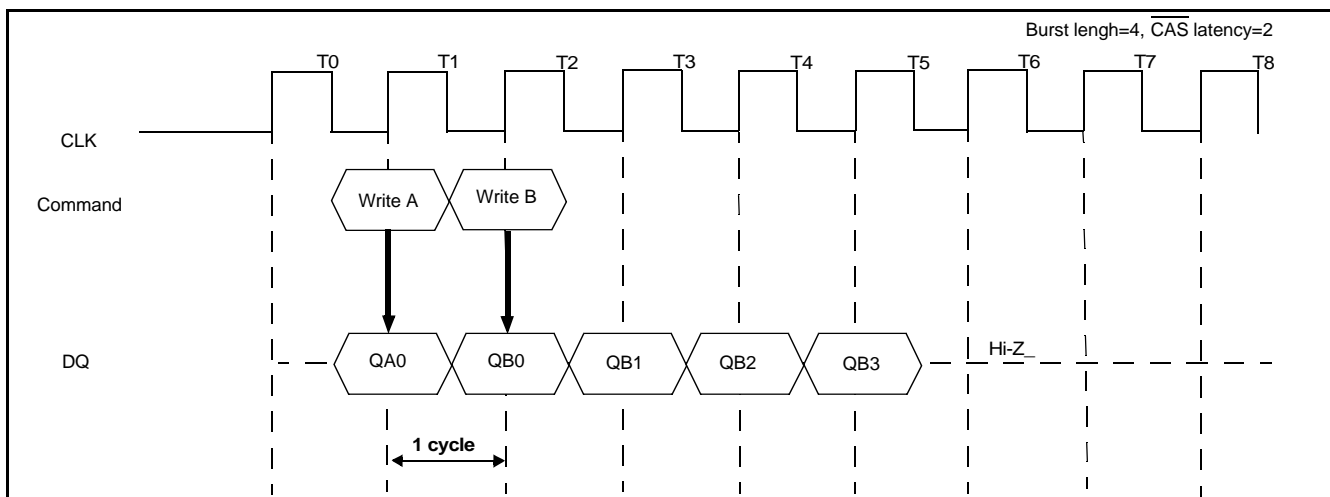 Burst lengh=4, CAS latency=2
T0 T1 T2 T3 T4 T5 T6 T7 T8
CLK
Command Write A Write B
DQ QA0 QB0 QB1 QB2 QB3 Hi-Z
1 cycle